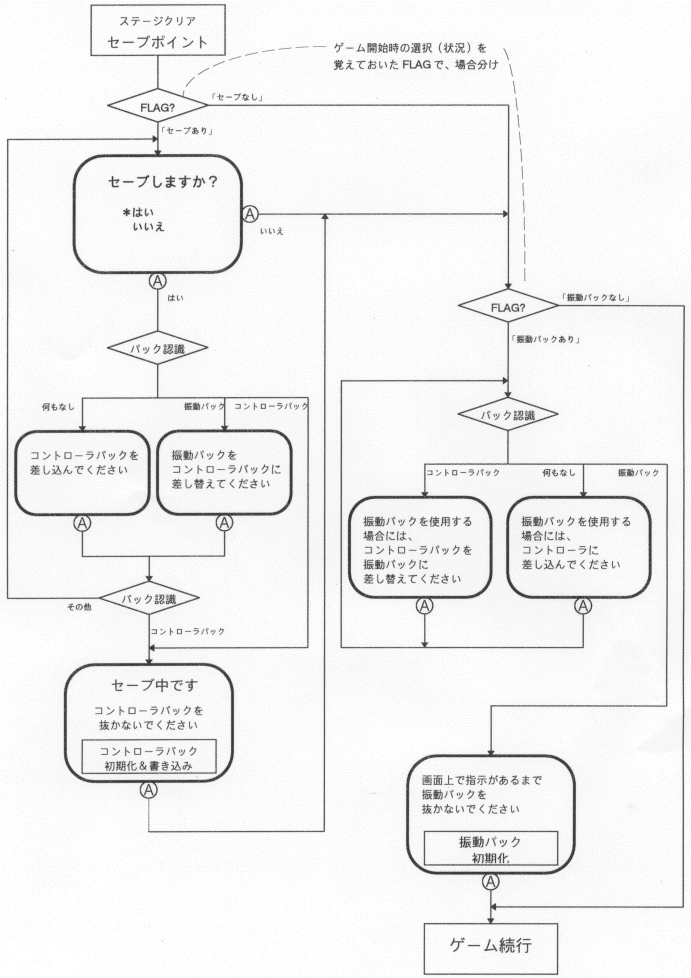 ステージクリア
セーブポイント
ゲーム開始時の選択（状況）を
覚えておいた FLAG で、場合分け
FLAG?
「セーブなし」
「セーブあり」
セーブしますか？
＊はい
いいえ
A
いいえ
A
はい
パック認識
何もなし
振動パック
コントローラパック
コントローラパックを
差し込んでください
振動パックを
コントローラパックに
差し替えてください
A
A
パック認識
その他
コントローラパック
セーブ中です
コントローラパックを
抜かないでください
コントローラパック
初期化＆書き込み
A
FLAG?
「振動パックなし」
「振動パックあり」
パック認識
コントローラパック
何もなし
振動パック
振動パックを使用する
場合には、
コントローラパックを
振動パックに
差し替えてください
振動パックを使用する
場合には、
コントローラに
差し込んでください
A
A
画面上で指示があるまで
振動パックを
抜かないでください
振動パック
初期化
A
ゲーム続行